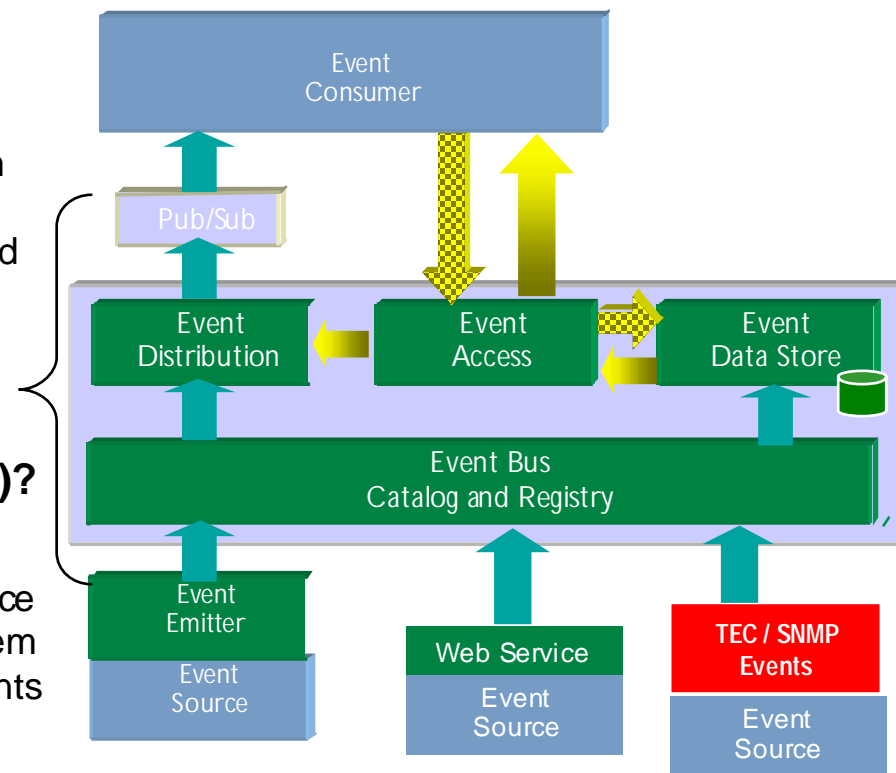 Event
Consumer
Pub/Sub
d
Event
Distribution
Event
Access
Event
Data Store
)?
Event Bus
Catalog and Registry
ce
em
nts
Event
Emitter
Event
Source
Web Service
Event
Source
TEC / SNMP
Events
Event
Source